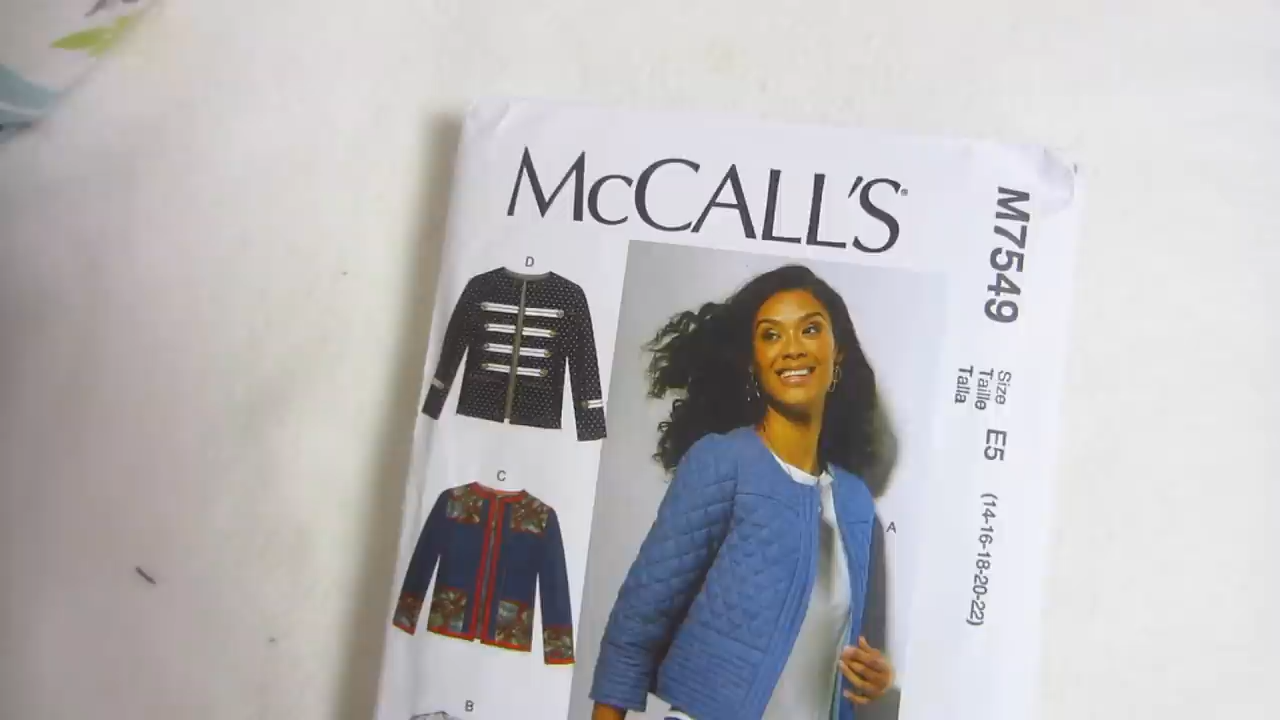 McCALL'S
M7549
Size
Taille
Talla
E5
(14-16-18-20-22)
D
C
A
B